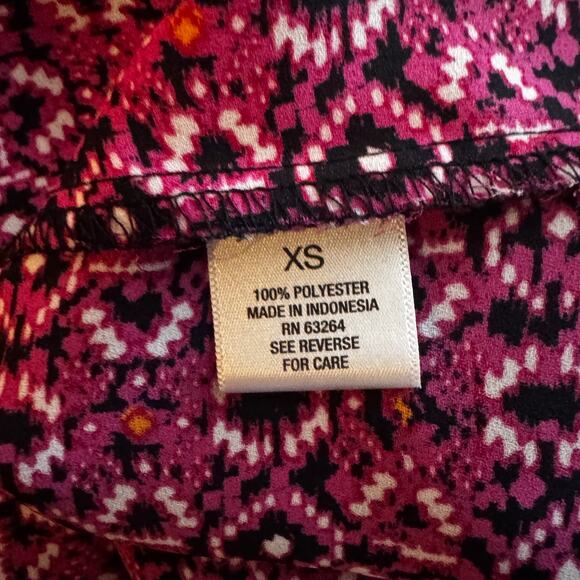 XS
100% POLYESTER
MADE IN INDONESIA
RN 63264
SEE REVERSE
FOR CARE